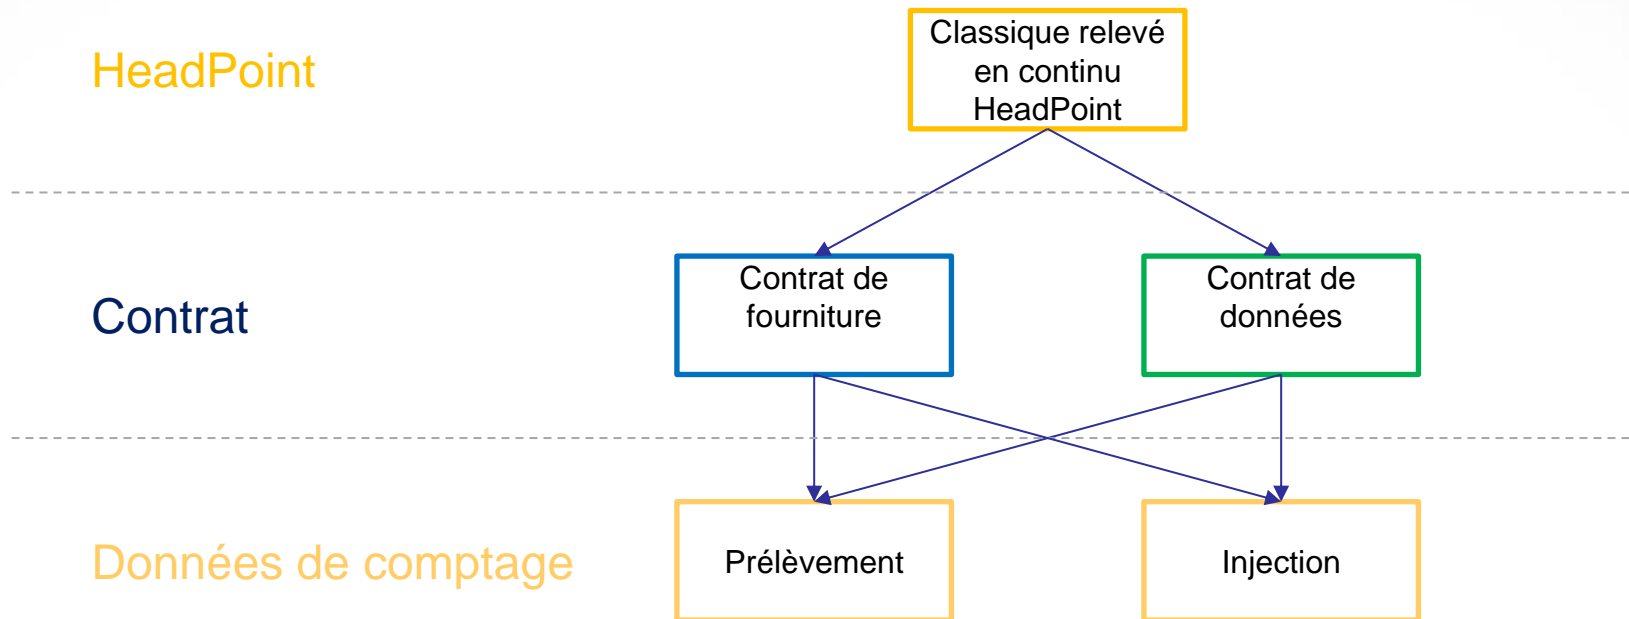 HeadPoint
Classique relevé
en continu
HeadPoint
Contrat
Contrat de
fourniture
Contrat de
données
Données de comptage
Prélèvement
Injection